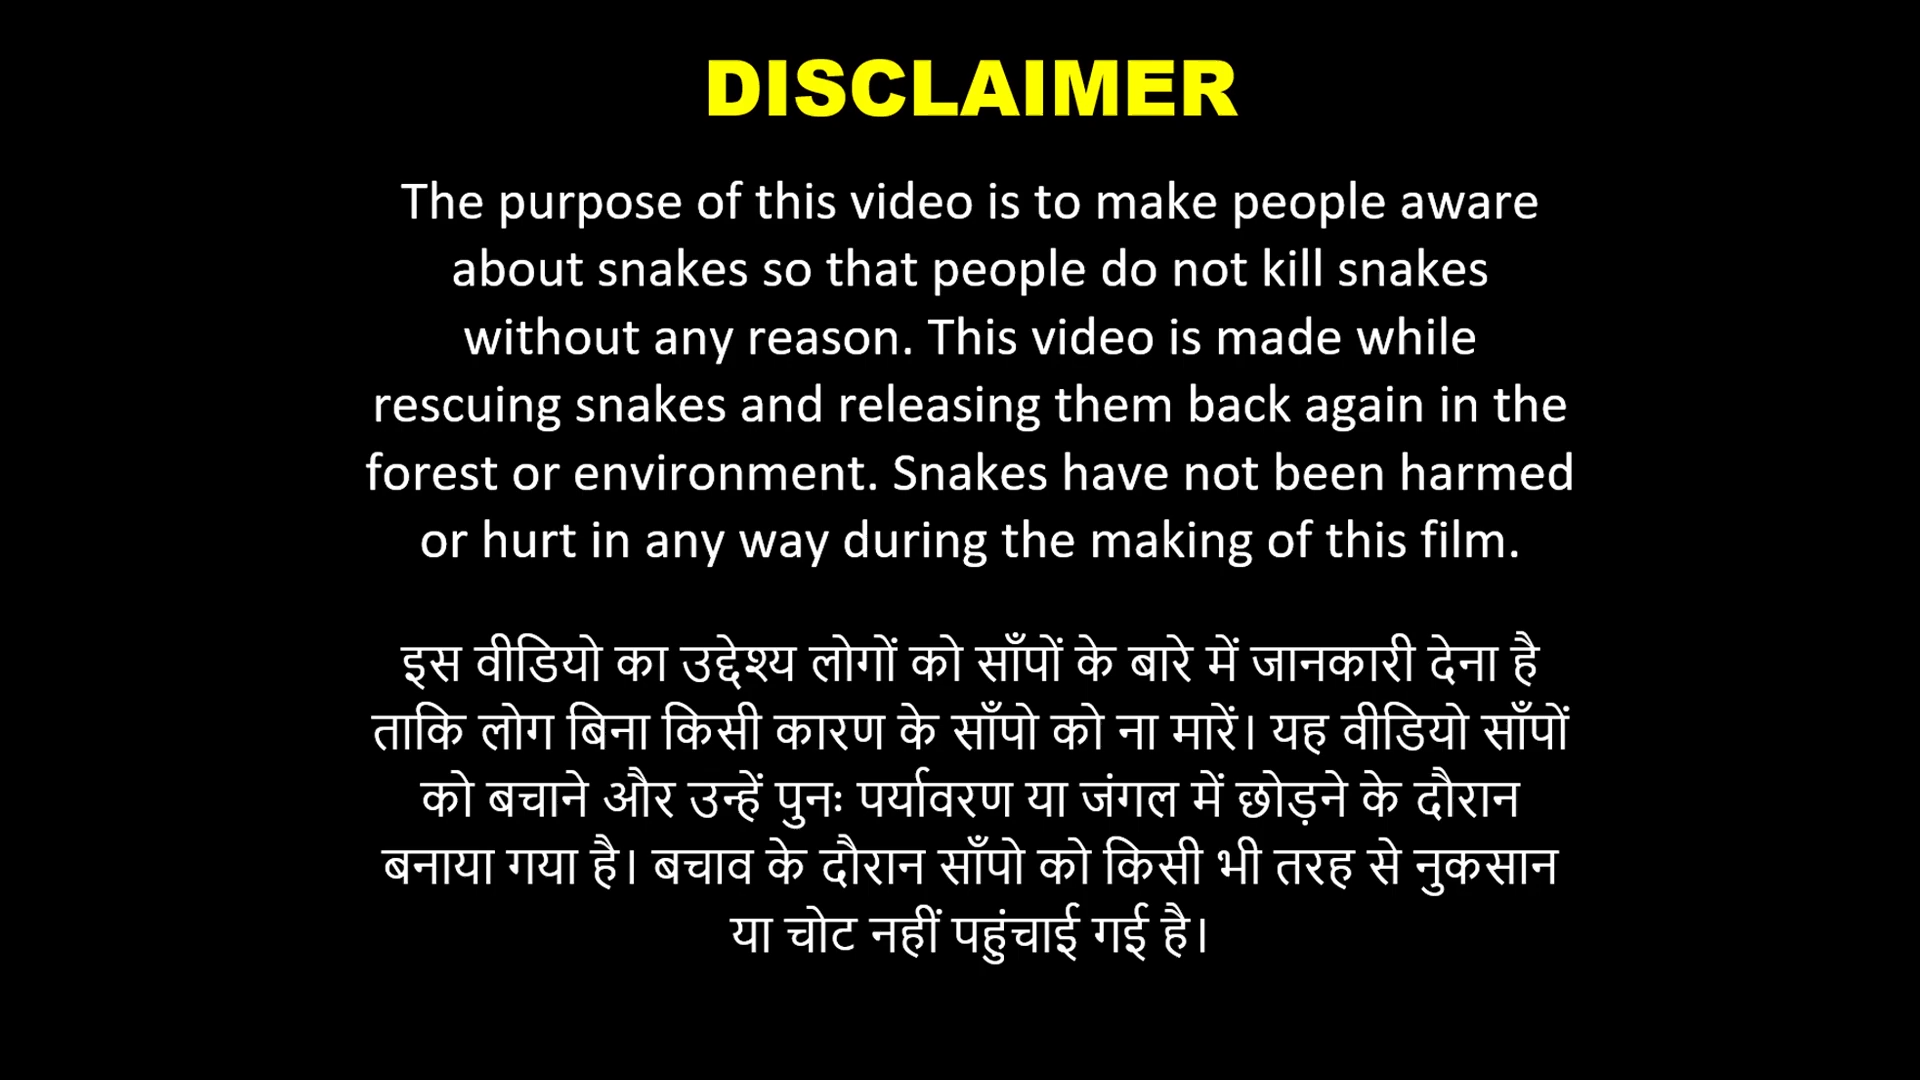 DISCLAIMER
The purpose of this video is to make people aware
about snakes so that people do not kill snakes
without any reason. This video is made while
rescuing snakes and releasing them back again in the
forest or environment. Snakes have not been harmed
or hurt in any way during the making of this film.
इस वीडियो का उद्देश्य लोगों को साँपों के बारे में जानकारी देना है
ताकि लोग बिना किसी कारण के साँपो को ना मारें। यह वीडियो साँपों
को बचाने और उन्हें पुनः पर्यावरण या जंगल में छोड़ने के दौरान
बनाया गया है। बचाव के दौरान साँपो को किसी भी तरह से नुकसान
या चोट नहीं पहुंचाई गई है।